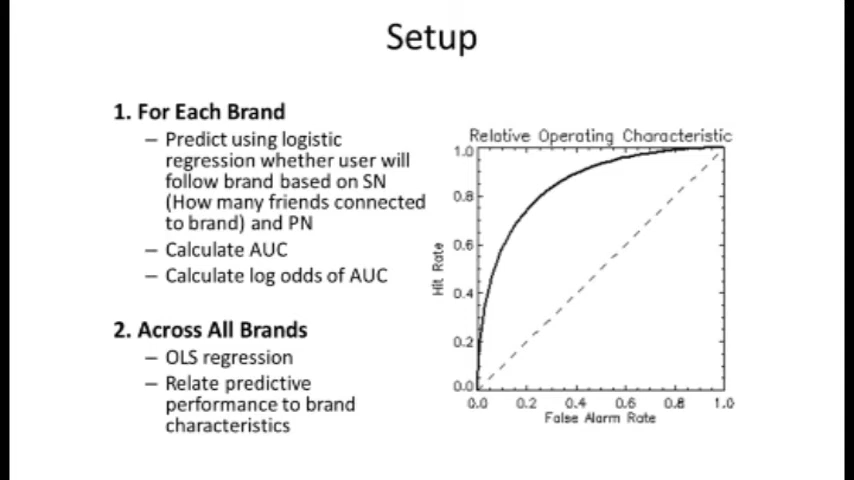 Setup
1. For Each Brand
– Predict using logistic
regression whether user will
follow brand based on SN
(How many friends connected
to brand) and PN
– Calculate AUC
– Calculate log odds of AUC
2. Across All Brands
– OLS regression
– Relate predictive
performance to brand
characteristics
Relative Operating Characteristic
1.0
0.8
0.6
0.4
0.2
0.0
Hit Rate
0.0 0.2 0.4 0.6 0.8 1.0
False Alarm Rate